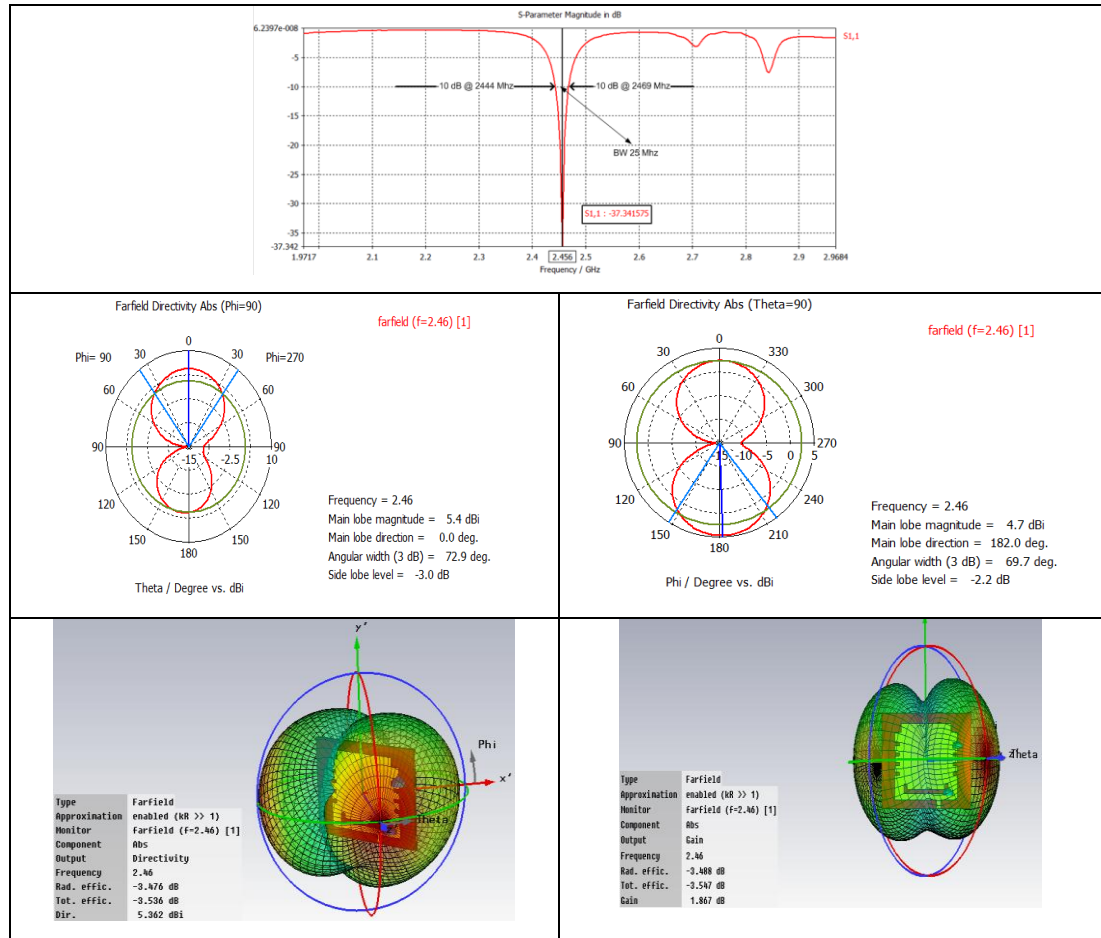 S-Parameter Magnitude in dB
6.2397e-008
S1,1
-5
10 dB @ 2444 Mhz
10 dB @ 2469 Mhz
-10
-15
BW 25 Mhz
-20
-25
-30
S1,1 : -37.341575
-35
-37.342
1.9717 2.1 2.2 2.3 2.4 2.456 2.5 2.6 2.7 2.8 2.9 2.9684
Frequency / GHz
Farfield Directivity Abs (Phi=90)
farfield (f=2.46) [1]
0
Phi= 90 30 30 Phi=270
60 60
90 -15 -2.5 10 90
120 120
150 150
180
Frequency = 2.46
Main lobe magnitude = 5.4 dBi
Main lobe direction = 0.0 deg.
Angular width (3 dB) = 72.9 deg.
Side lobe level = -3.0 dB
Theta / Degree vs. dBi
Farfield Directivity Abs (Theta=90)
farfield (f=2.46) [1]
0
30 330
60 300
90 -15 -10 -5 0 5 270
120 240
150 210
180
Frequency = 2.46
Main lobe magnitude = 4.7 dBi
Main lobe direction = 182.0 deg.
Angular width (3 dB) = 69.7 deg.
Side lobe level = -2.2 dB
Phi / Degree vs. dBi
y'
Phi
x'
Theta
Type Farfield
Approximation enabled (kR >> 1)
Monitor farfield (f=2.46) [1]
Component Abs
Output Directivity
Frequency 2.46
Rad. effic. -3.476 dB
Tot. effic. -3.536 dB
Dir. 5.362 dBi
Theta
Type Farfield
Approximation enabled (kR >> 1)
Monitor farfield (f=2.46) [1]
Component Abs
Output Gain
Frequency 2.46
Rad. effic. -3.488 dB
Tot. effic. -3.547 dB
Gain 1.867 dB